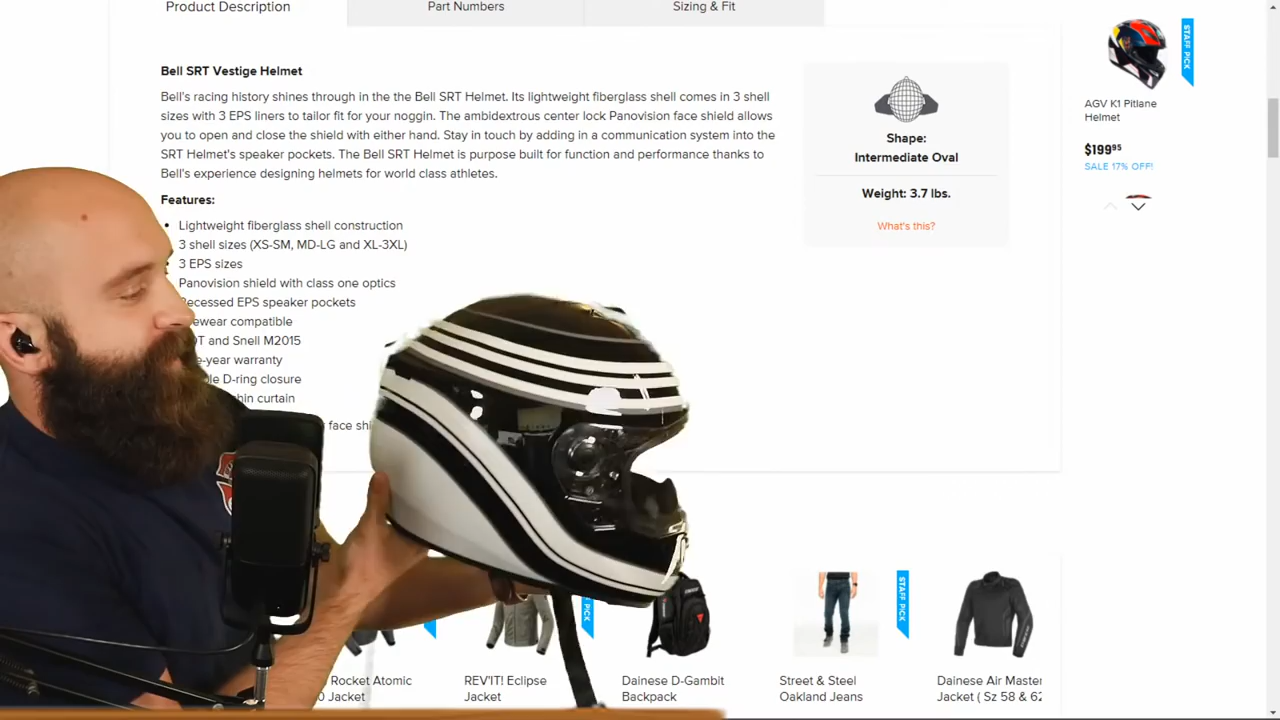 Product Description
Part Numbers
Sizing & Fit
Bell SRT Vestige Helmet
Bell's racing history shines through in the the Bell SRT Helmet. Its lightweight fiberglass shell comes in 3 shell
sizes with 3 EPS liners to tailor fit for your noggin. The ambidextrous center lock Panovision face shield allows
you to open and close the shield with either hand. Stay in touch by adding in a communication system into the
SRT Helmet's speaker pockets. The Bell SRT Helmet is purpose built for function and performance thanks to
Bell's experience designing helmets for world class athletes.
Features:
Lightweight fiberglass shell construction
3 shell sizes (XS-SM, MD-LG and XL-3XL)
3 EPS sizes
Panovision shield with class one optics
Recessed EPS speaker pockets
compatible
and Snell M2015
-year warranty
D-ring closure
curtain
face
Shape:
Intermediate Oval
Weight: 3.7 lbs.
What's this?
STAFF PICK
AGV K1 Pitlane
Helmet
$199.95
SALE 17% OFF!
STAFF PICK
Rocket Atomic
Jacket
REV'IT! Eclipse
Jacket
Dainese D-Gambit
Backpack
Street & Steel
Oakland Jeans
Dainese Air Master
Jacket ( Sz 58 & 62